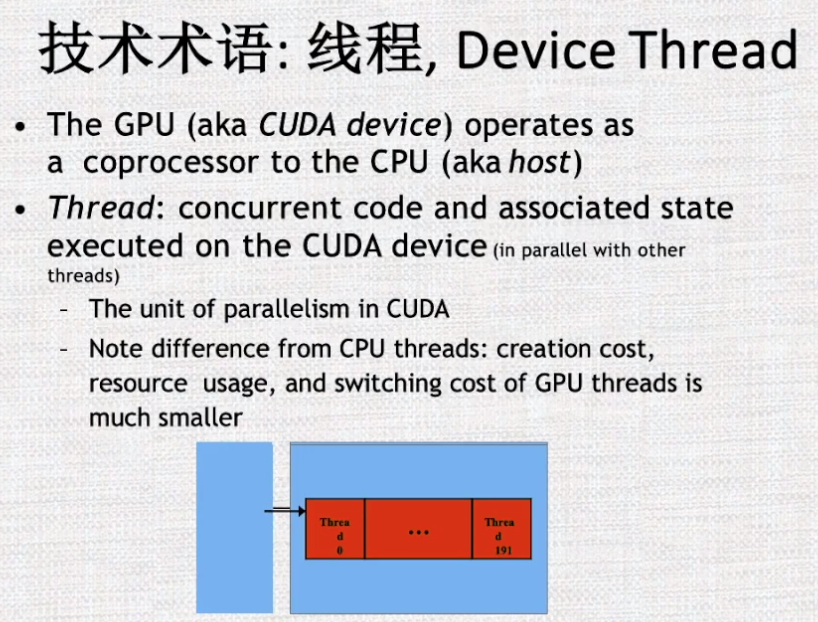 技术术语: 线程, Device Thread
• The GPU (aka CUDA device) operates as
a coprocessor to the CPU (aka host)
• Thread: concurrent code and associated state
executed on the CUDA device (in parallel with other
threads)
– The unit of parallelism in CUDA
– Note difference from CPU threads: creation cost,
resource usage, and switching cost of GPU threads is
much smaller
Threa
d
0
...
Threa
d
191